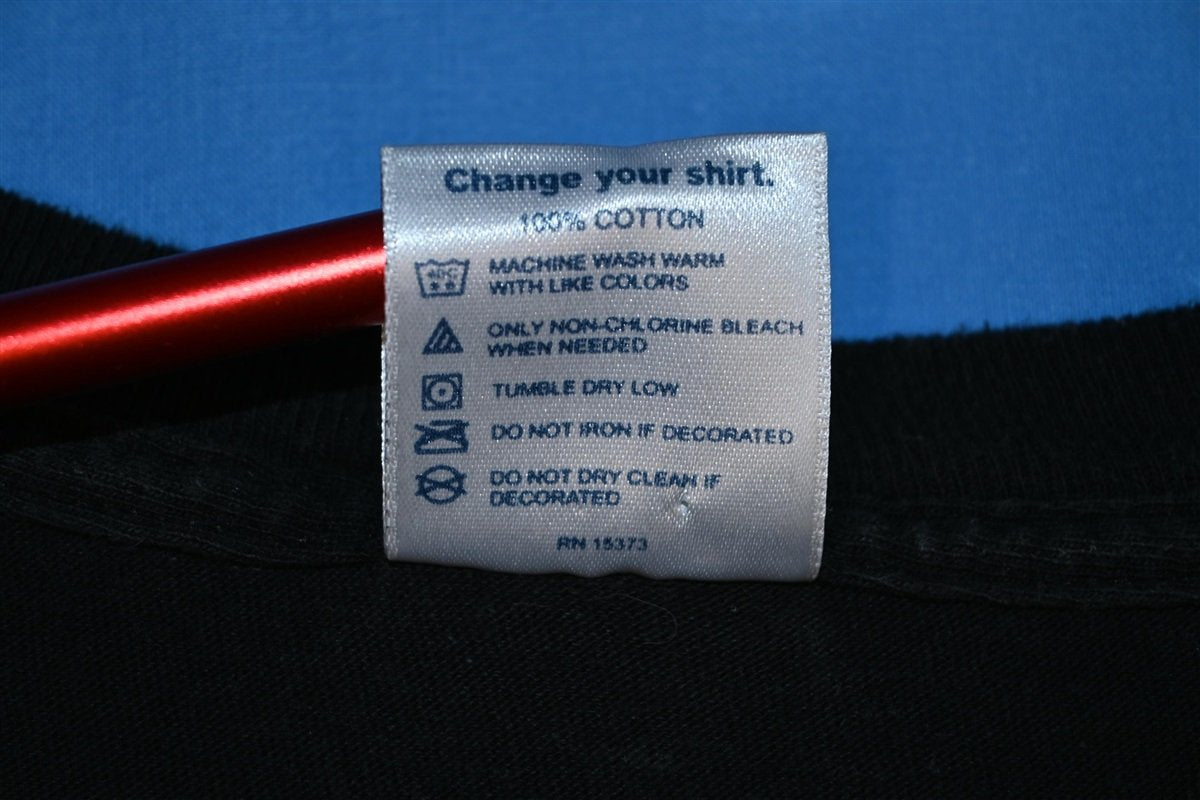 Change your shirt.
100% COTTON
MACHINE WASH WARM
WITH LIKE COLORS
ONLY NON-CHLORINE BLEACH
WHEN NEEDED
TUMBLE DRY LOW
DO NOT IRON IF DECORATED
DO NOT DRY CLEAN IF
DECORATED
RN 15373